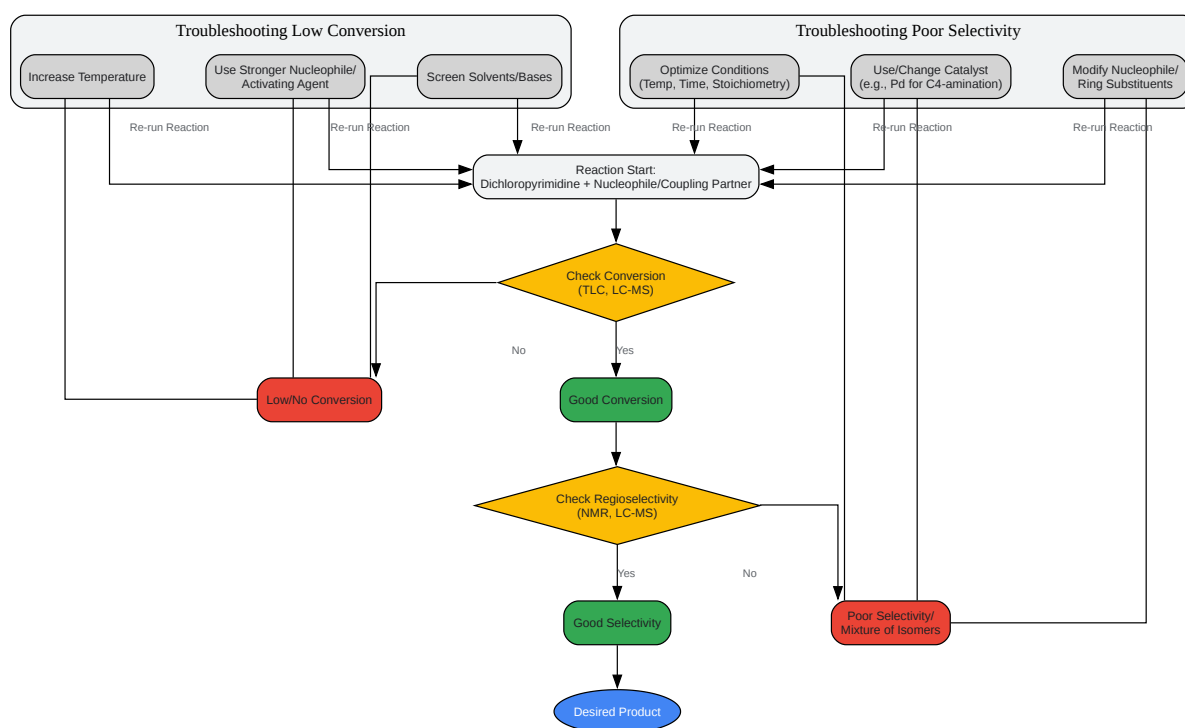 Troubleshooting Low Conversion
Troubleshooting Poor Selectivity
Increase Temperature
Use Stronger Nucleophile/
Activating Agent
Screen Solvents/Bases
Optimize Conditions
(Temp, Time, Stoichiometry)
Use/Change Catalyst
(e.g., Pd for C4-amination)
Modify Nucleophile/
Ring Substituents
Re-run Reaction
Re-run Reaction
Re-run Reaction
Re-run Reaction
Re-run Reaction
Re-run Reaction
Reaction Start:
Dichloropyrimidine + Nucleophile/Coupling Partner
Check Conversion
(TLC, LC-MS)
No
Yes
Low/No Conversion
Good Conversion
Check Regioselectivity
(NMR, LC-MS)
Yes
No
Good Selectivity
Poor Selectivity/
Mixture of Isomers
Desired Product